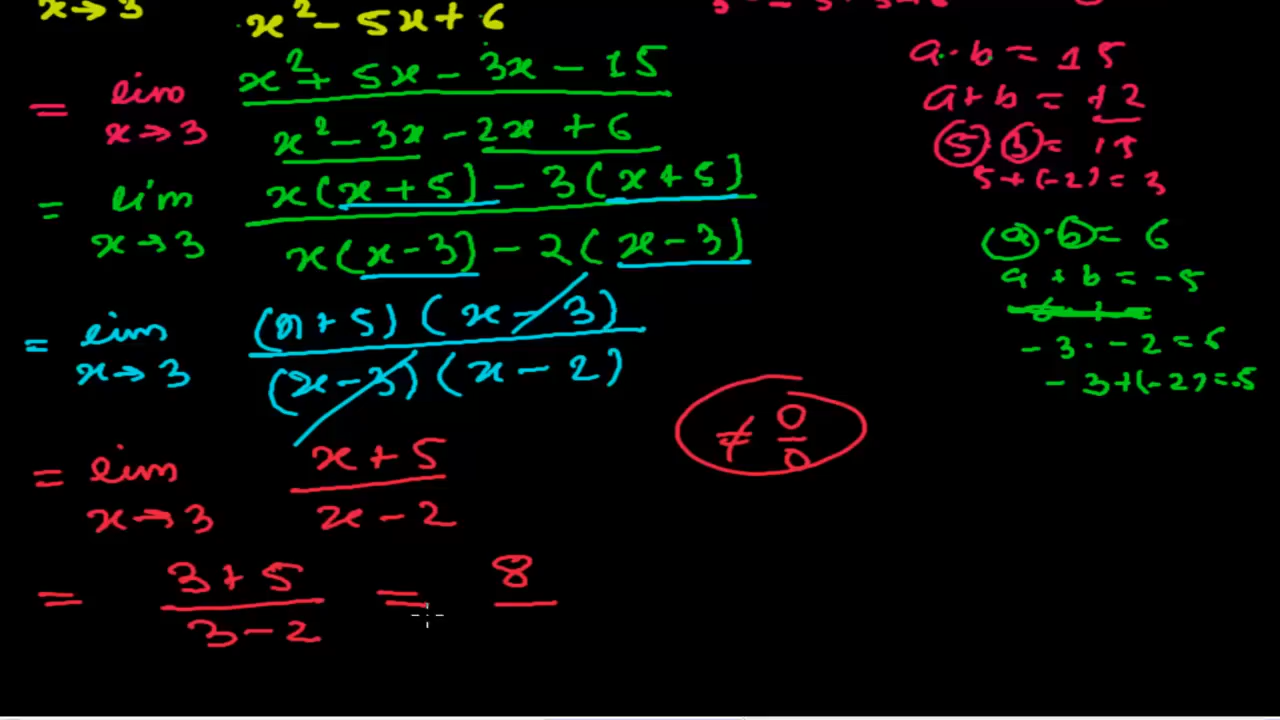 x→3 x² - 5x + 6
= lim x→3 (x² + 5x - 3x - 15) / (x² - 3x - 2x + 6)
= lim x→3 (x(x+5) - 3(x+5)) / (x(x-3) - 2(x-3))
= lim x→3 ((x+5)(x-3)) / ((x-3)(x-2))
= lim x→3 (x+5) / (x-2)
= (3+5) / (3-2) = 8
≠ 0/0
a·b = 15
a+b = +2
5·3 = 15
5+(-2) = 3
(a)·b = 6
a + b = -5
-3·-2 = 6
-3+(-2)=-5